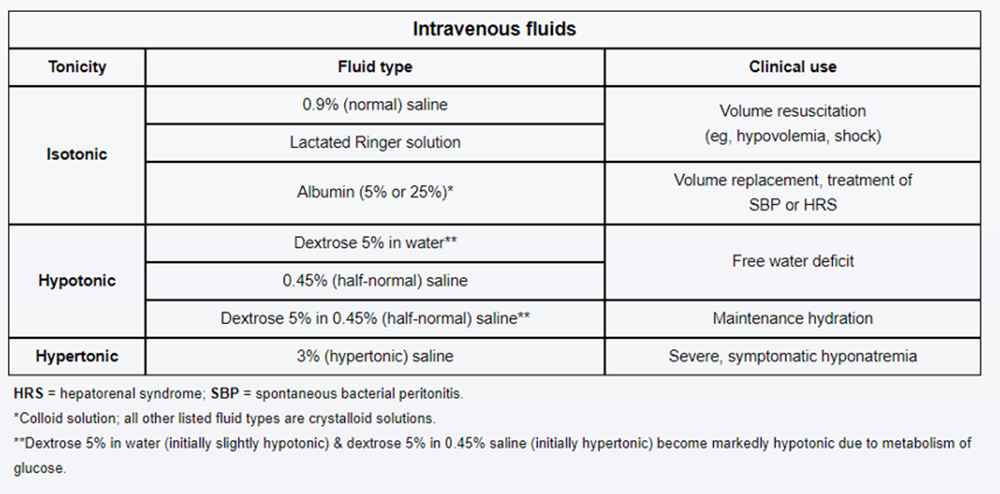 Intravenous fluids
Tonicity
Fluid type
Clinical use
Isotonic
0.9% (normal) saline
Lactated Ringer solution
Volume resuscitation
(eg, hypovolemia, shock)
Albumin (5% or 25%)*
Volume replacement, treatment of
SBP or HRS
Hypotonic
Dextrose 5% in water**
0.45% (half-normal) saline
Free water deficit
Dextrose 5% in 0.45% (half-normal) saline**
Maintenance hydration
Hypertonic
3% (hypertonic) saline
Severe, symptomatic hyponatremia
HRS = hepatorenal syndrome; SBP = spontaneous bacterial peritonitis.
*Colloid solution; all other listed fluid types are crystalloid solutions.
**Dextrose 5% in water (initially slightly hypotonic) & dextrose 5% in 0.45% saline (initially hypertonic) become markedly hypotonic due to metabolism of
glucose.